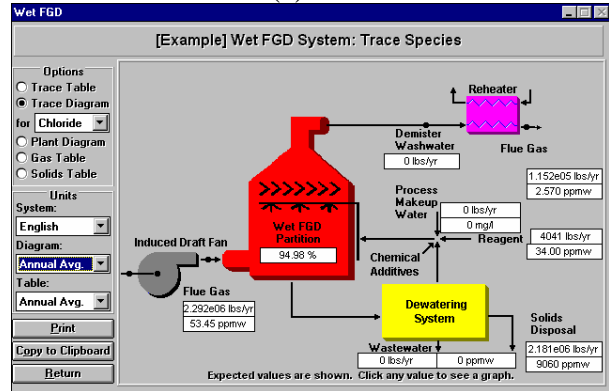 Wet FGD
[Example] Wet FGD System: Trace Species
Options
Trace Table
Trace Diagram
for Chloride
Plant Diagram
Gas Table
Solids Table
Units
System:
English
Diagram:
Annual Avg.
Table:
Annual Avg.
Print
Copy to Clipboard
Return
Reheater
Demister
Washwater
0 lbs/yr
Flue Gas
1.152e05 lbs/yr
2.570 ppmw
Process
Makeup
Water
0 lbs/yr
0 mg/l
Reagent
4041 lbs/yr
34.00 ppmw
Chemical
Additives
Wet FGD
Partition
94.98 %
Induced Draft Fan
Flue Gas
2.292e06 lbs/yr
53.45 ppmw
Dewatering
System
Solids
Disposal
2.181e06 lbs/yr
9060 ppmw
Wastewater
0 lbs/yr
0 ppmw
Expected values are shown. Click any value to see a graph.